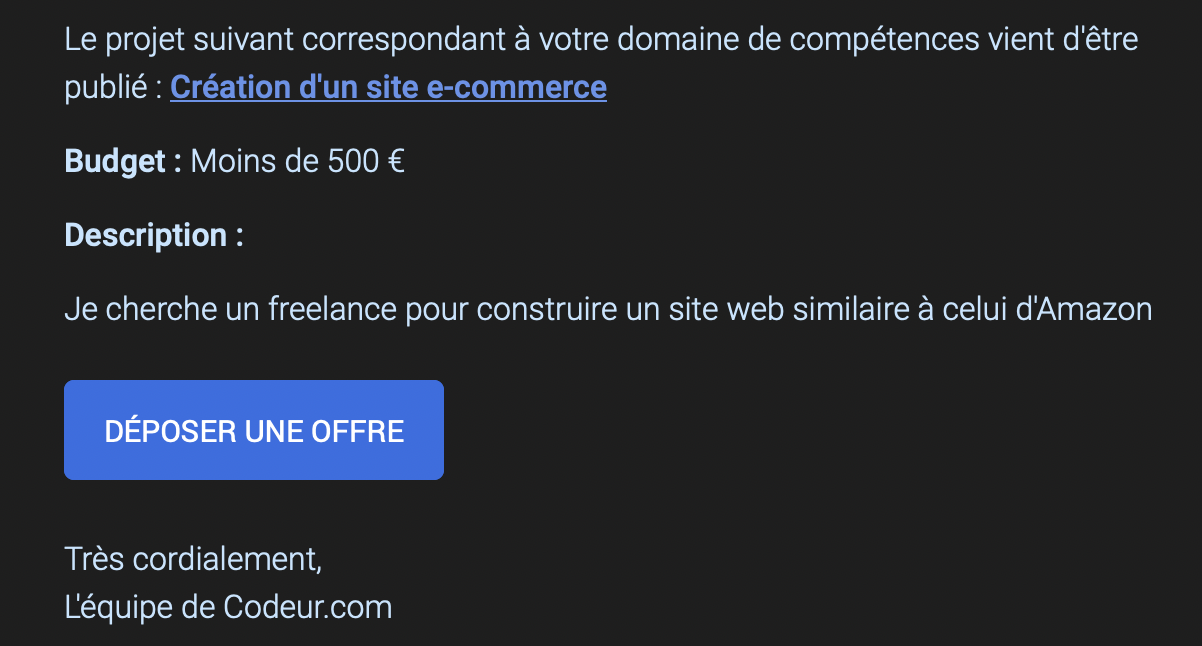 Le projet suivant correspondant à votre domaine de compétences vient d'être
publié : Création d'un site e-commerce
Budget : Moins de 500 €
Description :
Je cherche un freelance pour construire un site web similaire à celui d'Amazon
DÉPOSER UNE OFFRE
Très cordialement,
L'équipe de Codeur.com